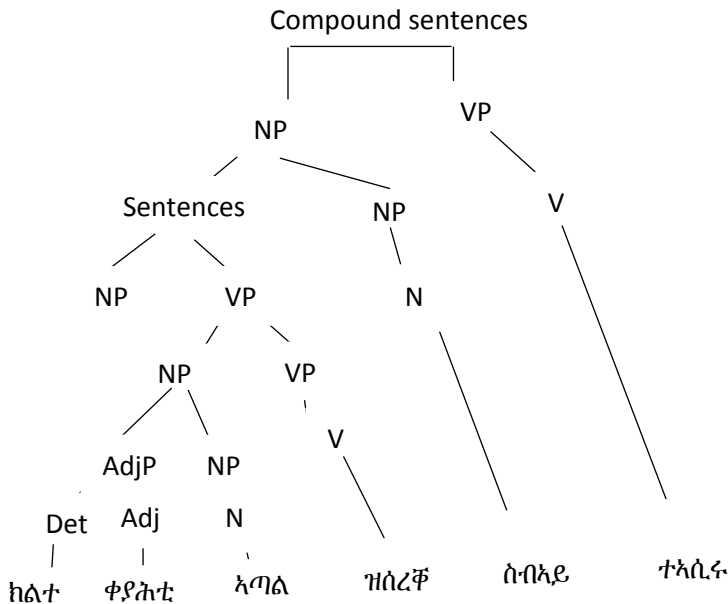 Compound sentences
NP VP
Sentences NP V
NP VP N
NP VP
V
AdjP NP
Det Adj N
ክልተ ቀያሕቲ ኣጣል ዝሰረቐ ስብኣይ ተኣሲሩ